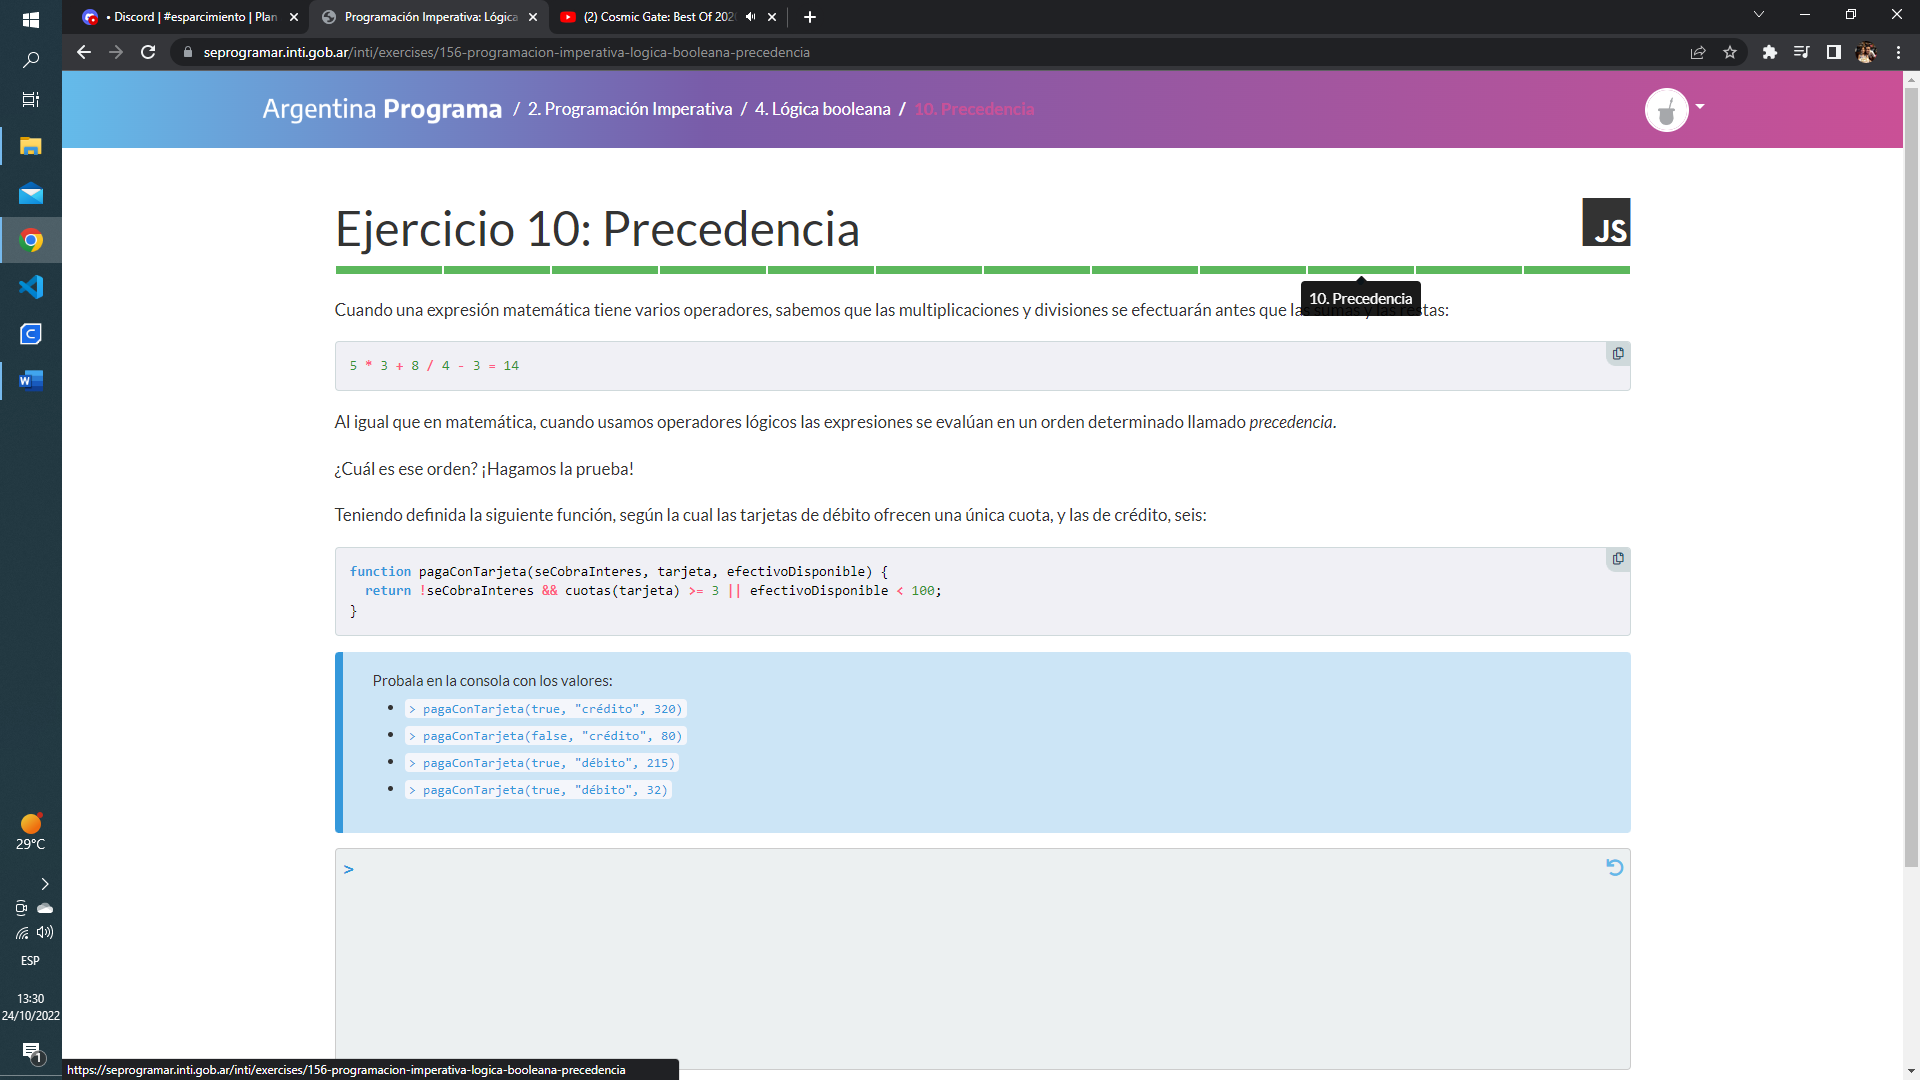 • Discord | #esparcimiento | Plan
Programación Imperativa: Lógica
(2) Cosmic Gate: Best Of 202
seprogramar.inti.gob.ar/inti/exercises/156-programacion-imperativa-logica-booleana-precedencia
Argentina Programa / 2. Programación Imperativa / 4. Lógica booleana / 10. Precedencia
Ejercicio 10: Precedencia
JS
10. Precedencia
Cuando una expresión matemática tiene varios operadores, sabemos que las multiplicaciones y divisiones se efectuarán antes que las sumas y las restas:
5 * 3 + 8 / 4 - 3 = 14
Al igual que en matemática, cuando usamos operadores lógicos las expresiones se evalúan en un orden determinado llamado precedencia.
¿Cuál es ese orden? ¡Hagamos la prueba!
Teniendo definida la siguiente función, según la cual las tarjetas de débito ofrecen una única cuota, y las de crédito, seis:
function pagaConTarjeta(seCobraInteres, tarjeta, efectivoDisponible) {
return !seCobraInteres && cuotas(tarjeta) >= 3 || efectivoDisponible < 100;
}
Probala en la consola con los valores:
> pagaConTarjeta(true, "crédito", 320)
> pagaConTarjeta(false, "crédito", 80)
> pagaConTarjeta(true, "débito", 215)
> pagaConTarjeta(true, "débito", 32)
>
29°C
ESP
13:30
24/10/2022
1
https://seprogramar.inti.gob.ar/inti/exercises/156-programacion-imperativa-logica-booleana-precedencia